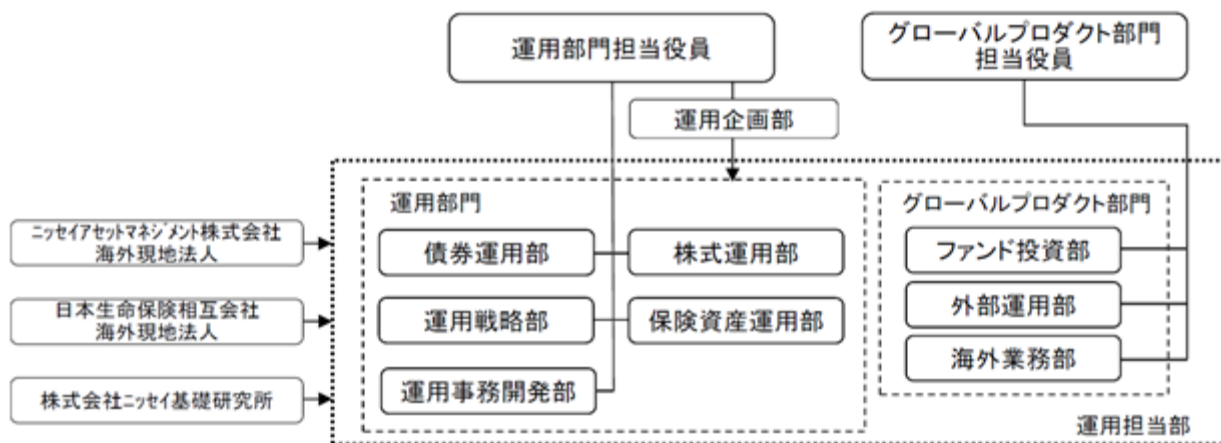 運用部門担当役員
グローバルプロダクト部門
担当役員
運用企画部
運用部門
グローバルプロダクト部門
ニッセイアセットマネジメント株式会社
海外現地法人
債券運用部
株式運用部
ファンド投資部
日本生命保険相互会社
海外現地法人
運用戦略部
保険資産運用部
外部運用部
海外業務部
株式会社ニッセイ基礎研究所
運用事務開発部
運用担当部